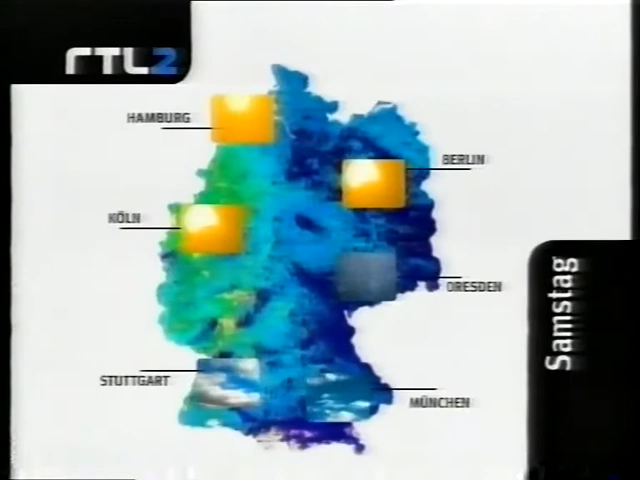 rTL2
HAMBURG
BERLIN
KÖLN
DRESDEN
Samstag
STUTTGART
MÜNCHEN